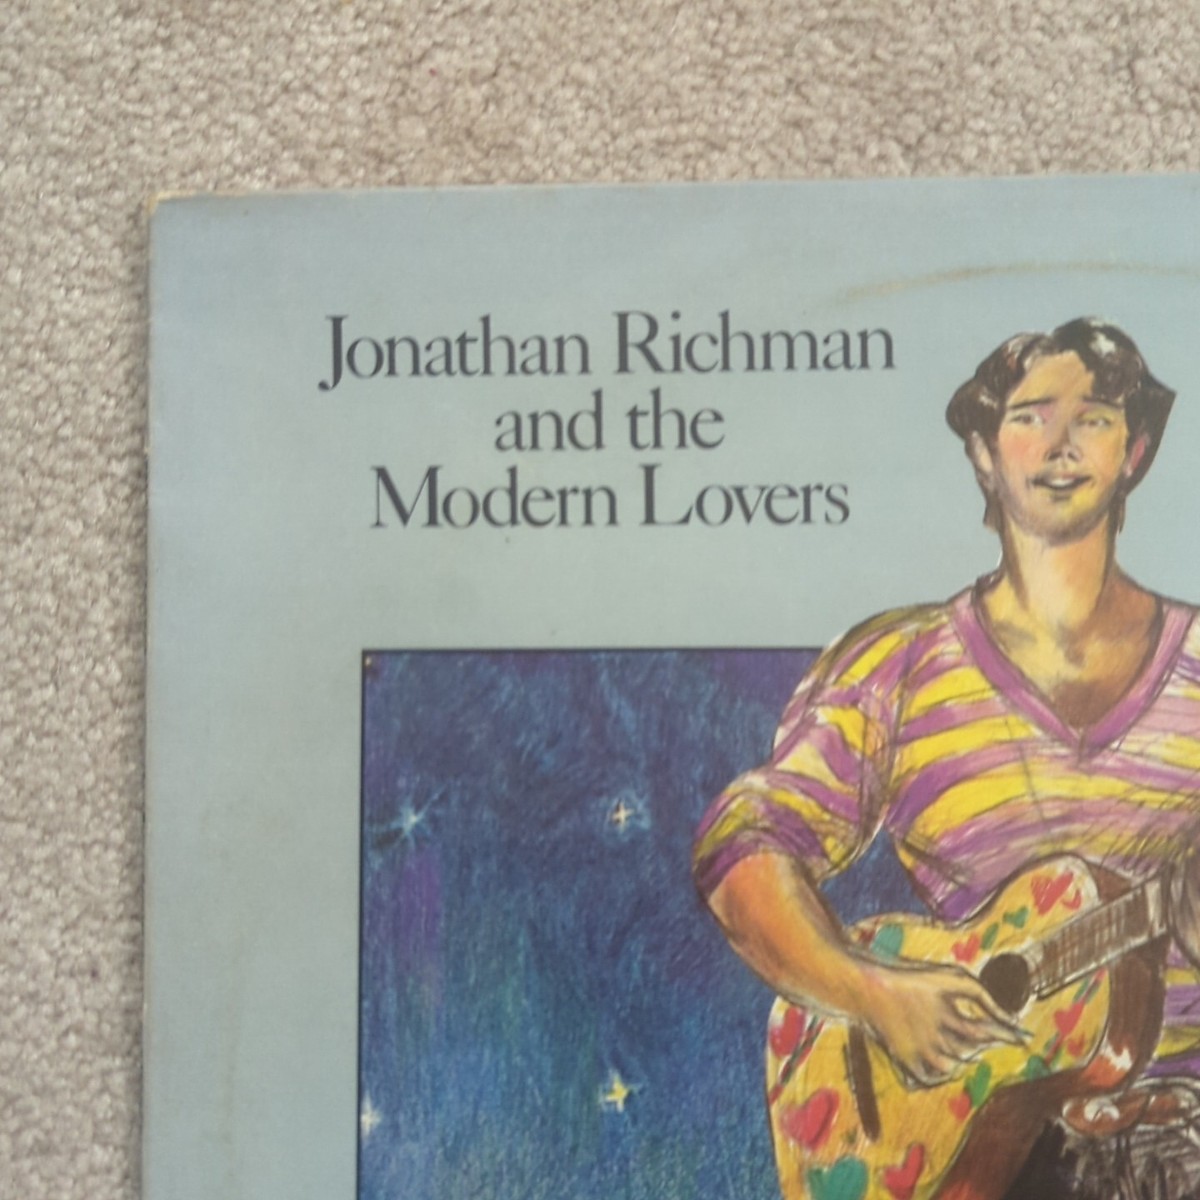 Jonathan Richman
and the
Modern Lovers